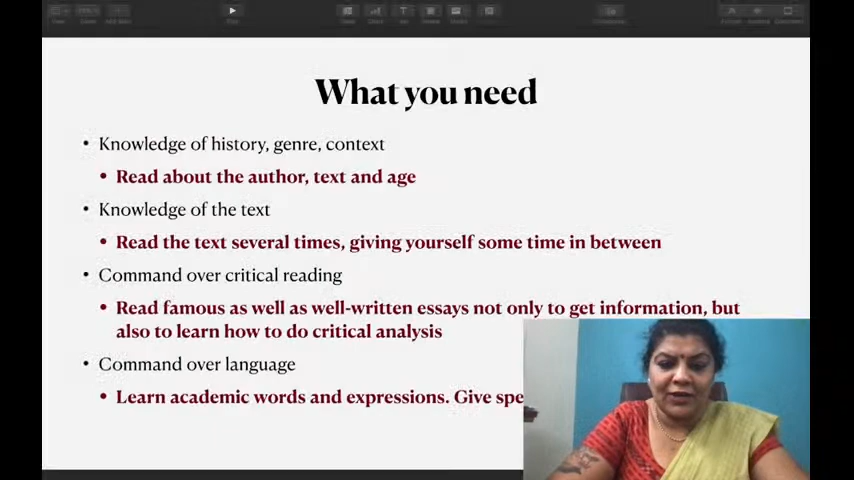 What you need
• Knowledge of history, genre, context
• Read about the author, text and age
• Knowledge of the text
• Read the text several times, giving yourself some time in between
• Command over critical reading
• Read famous as well as well-written essays not only to get information, but
also to learn how to do critical analysis
• Command over language
• Learn academic words and expressions. Give spe